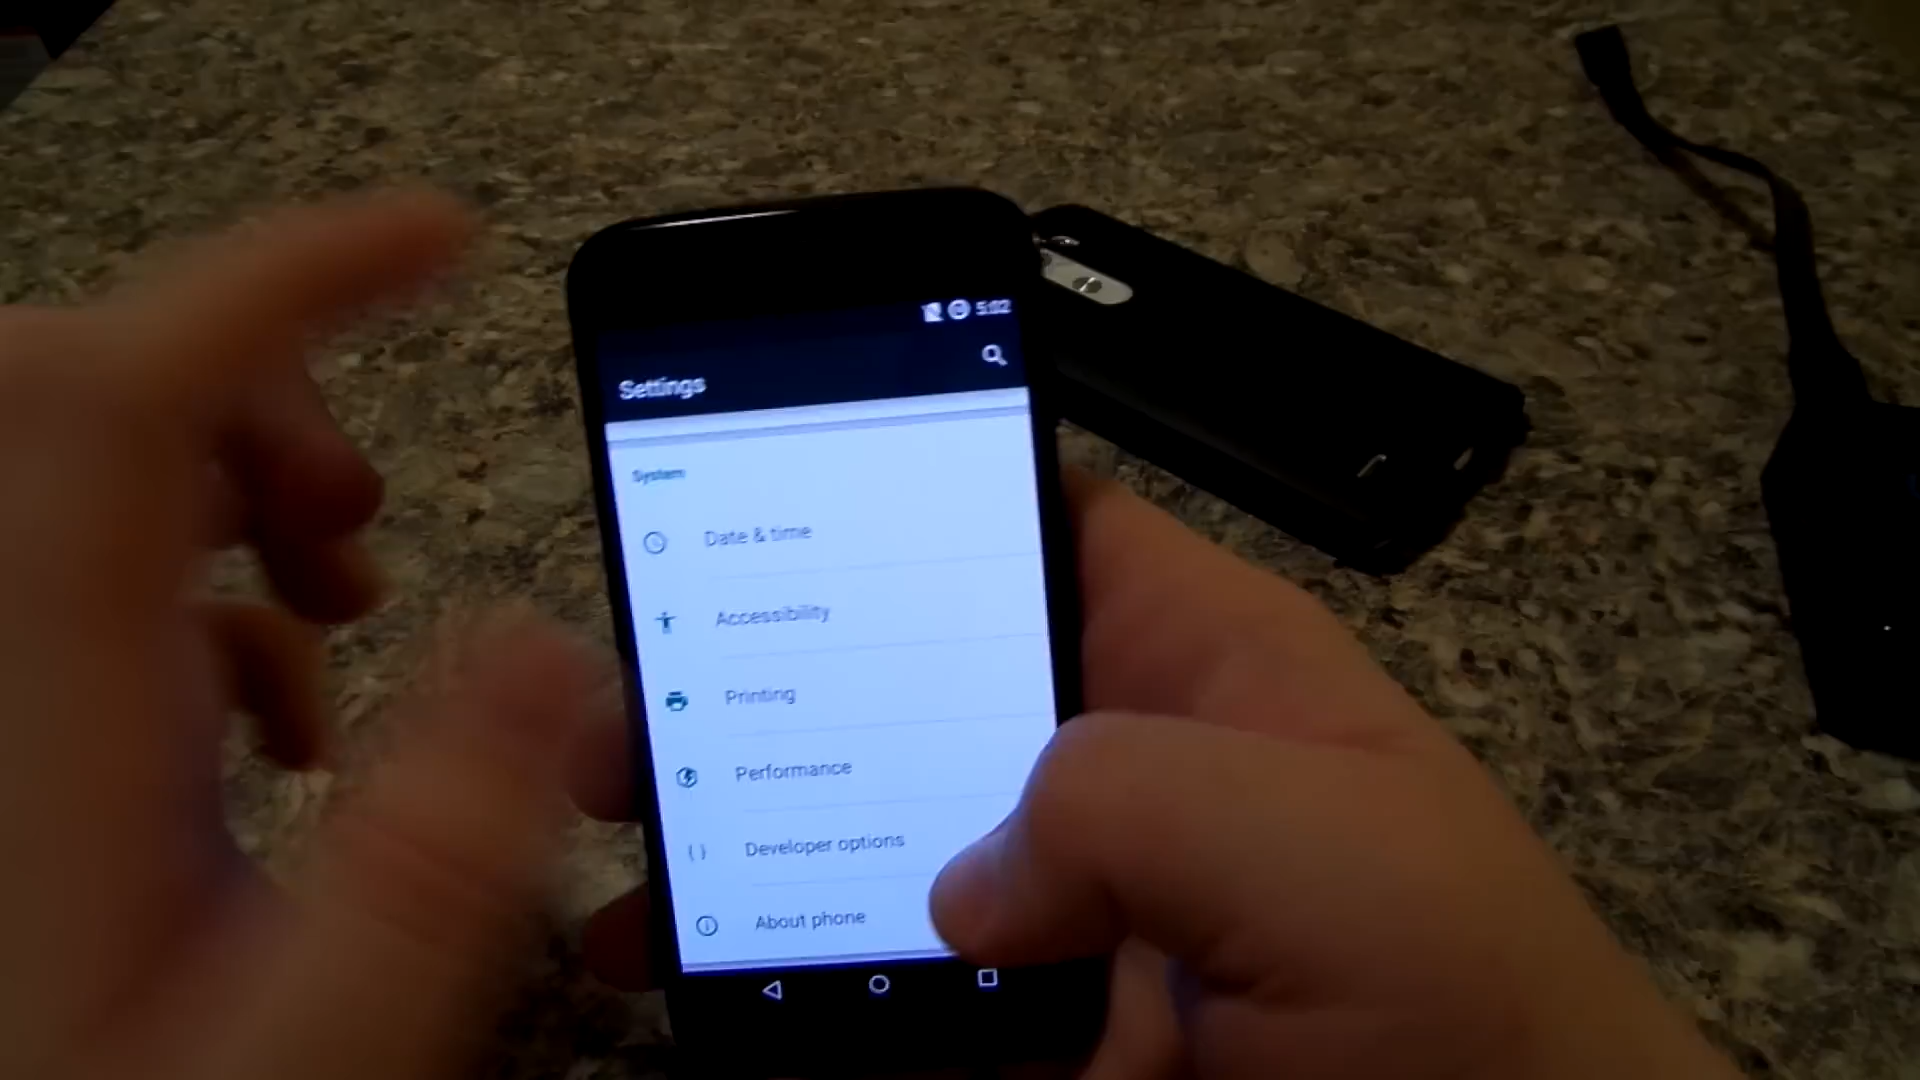 5:02
Settings
System
Date & time
Accessibility
Printing
Performance
Developer options
About phone